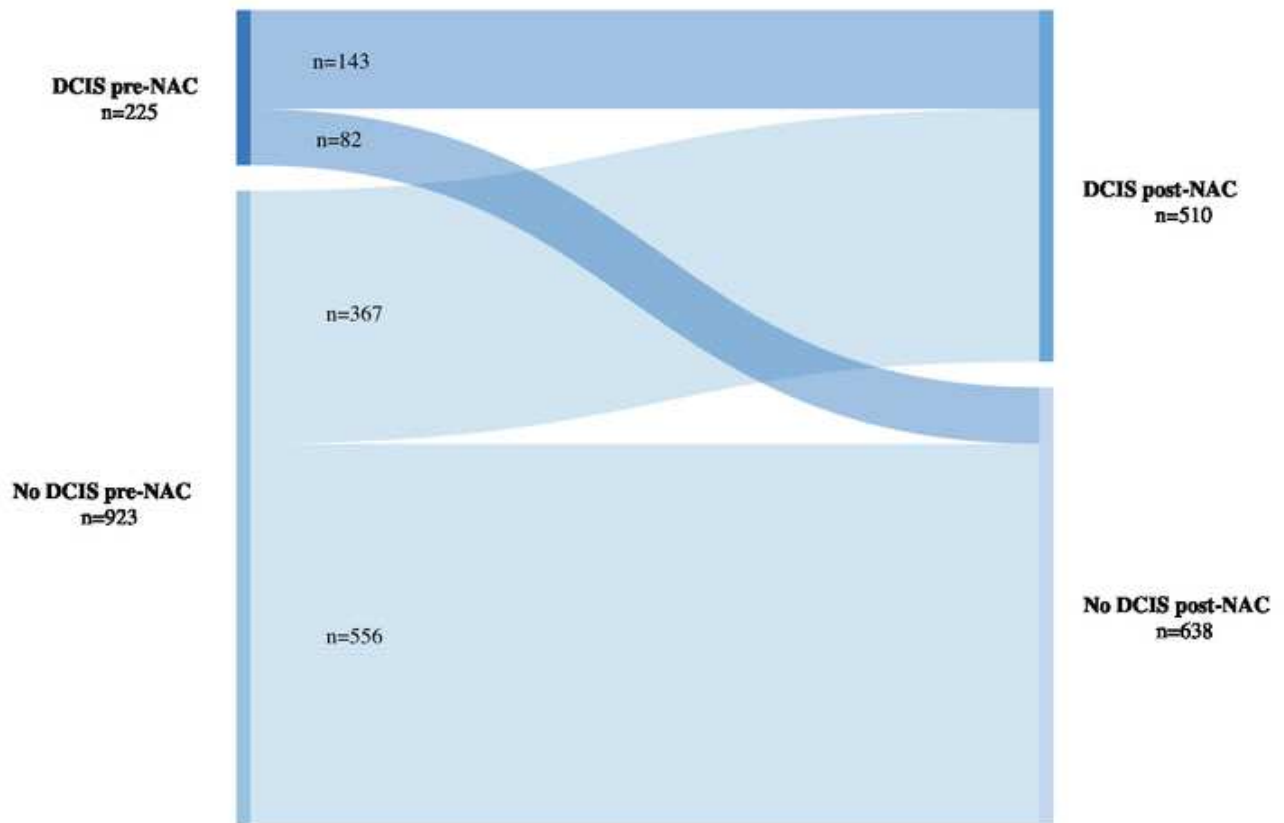 n=143
DCIS pre-NAC
n=225
n=82
DCIS post-NAC
n=510
n=367
No DCIS pre-NAC
n=923
No DCIS post-NAC
n=638
n=556